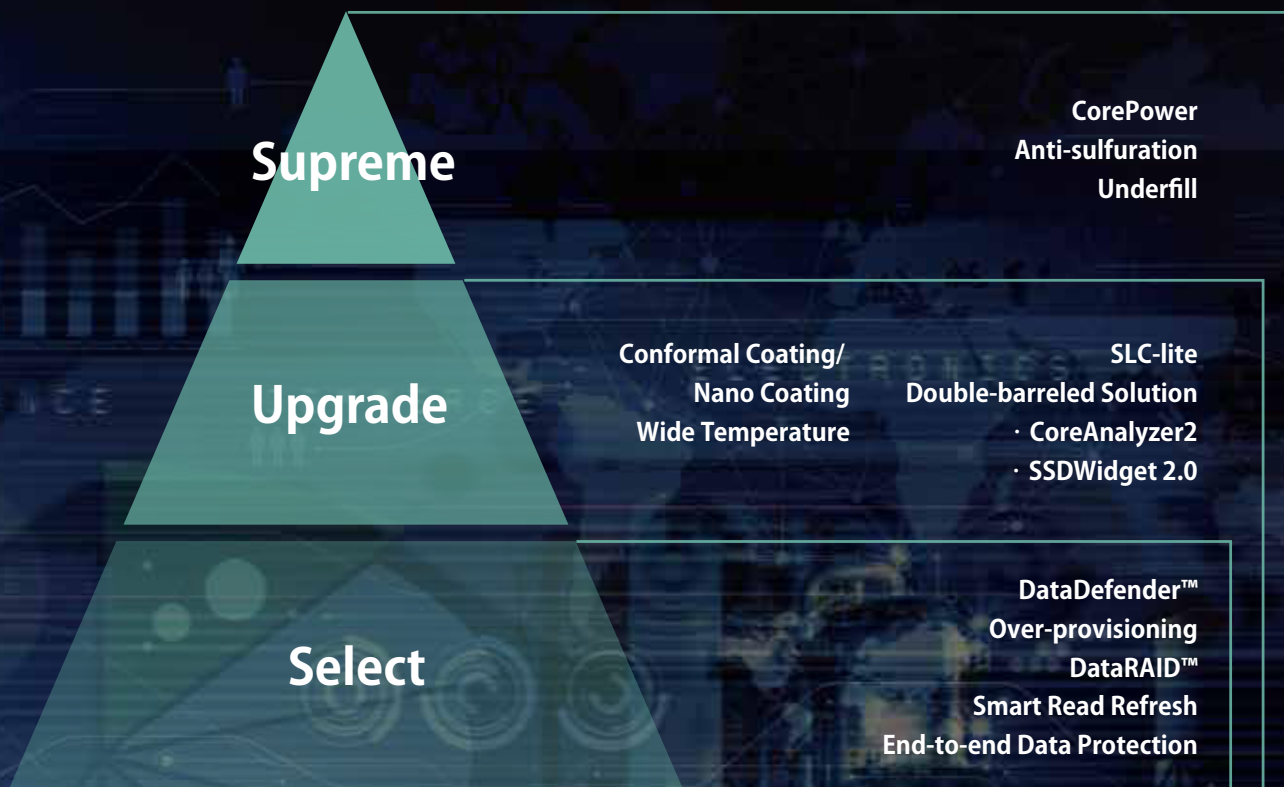 Supreme
CorePower
Anti-sulfuration
Underfill
Upgrade
Conformal Coating/
Nano Coating
Wide Temperature
SLC-lite
Double-barreled Solution
· CoreAnalyzer2
· SSDWidget 2.0
Select
DataDefender™
Over-provisioning
DataRAID™
Smart Read Refresh
End-to-end Data Protection